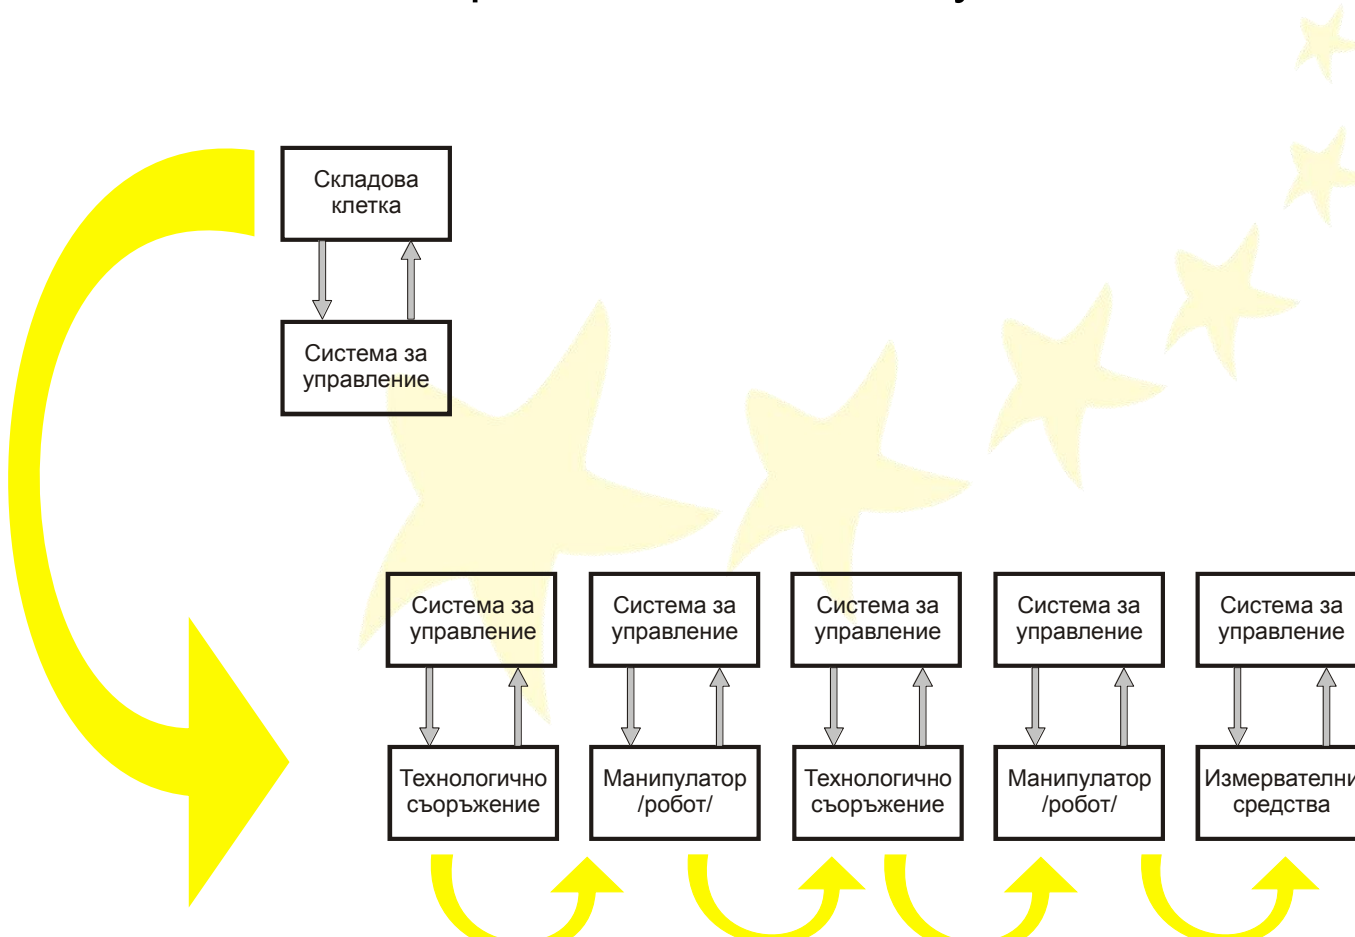 Складова
клетка
Система за
управление
Система за
управление
Система за
управление
Система за
управление
Система за
управление
Система за
управление
Технологично
съоръжение
Манипулатор
/робот/
Технологично
съоръжение
Манипулатор
/робот/
Измервателни
средства